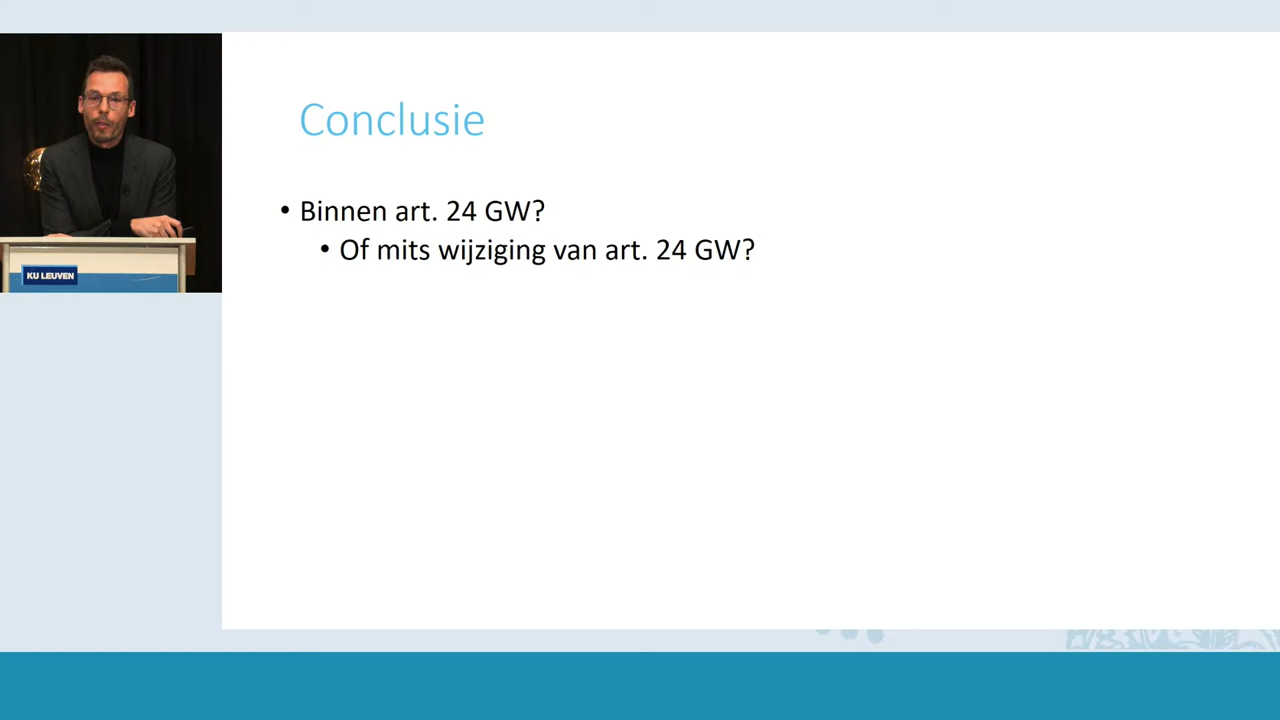 Conclusie
• Binnen art. 24 GW?
• Of mits wijziging van art. 24 GW?
KU LEUVEN